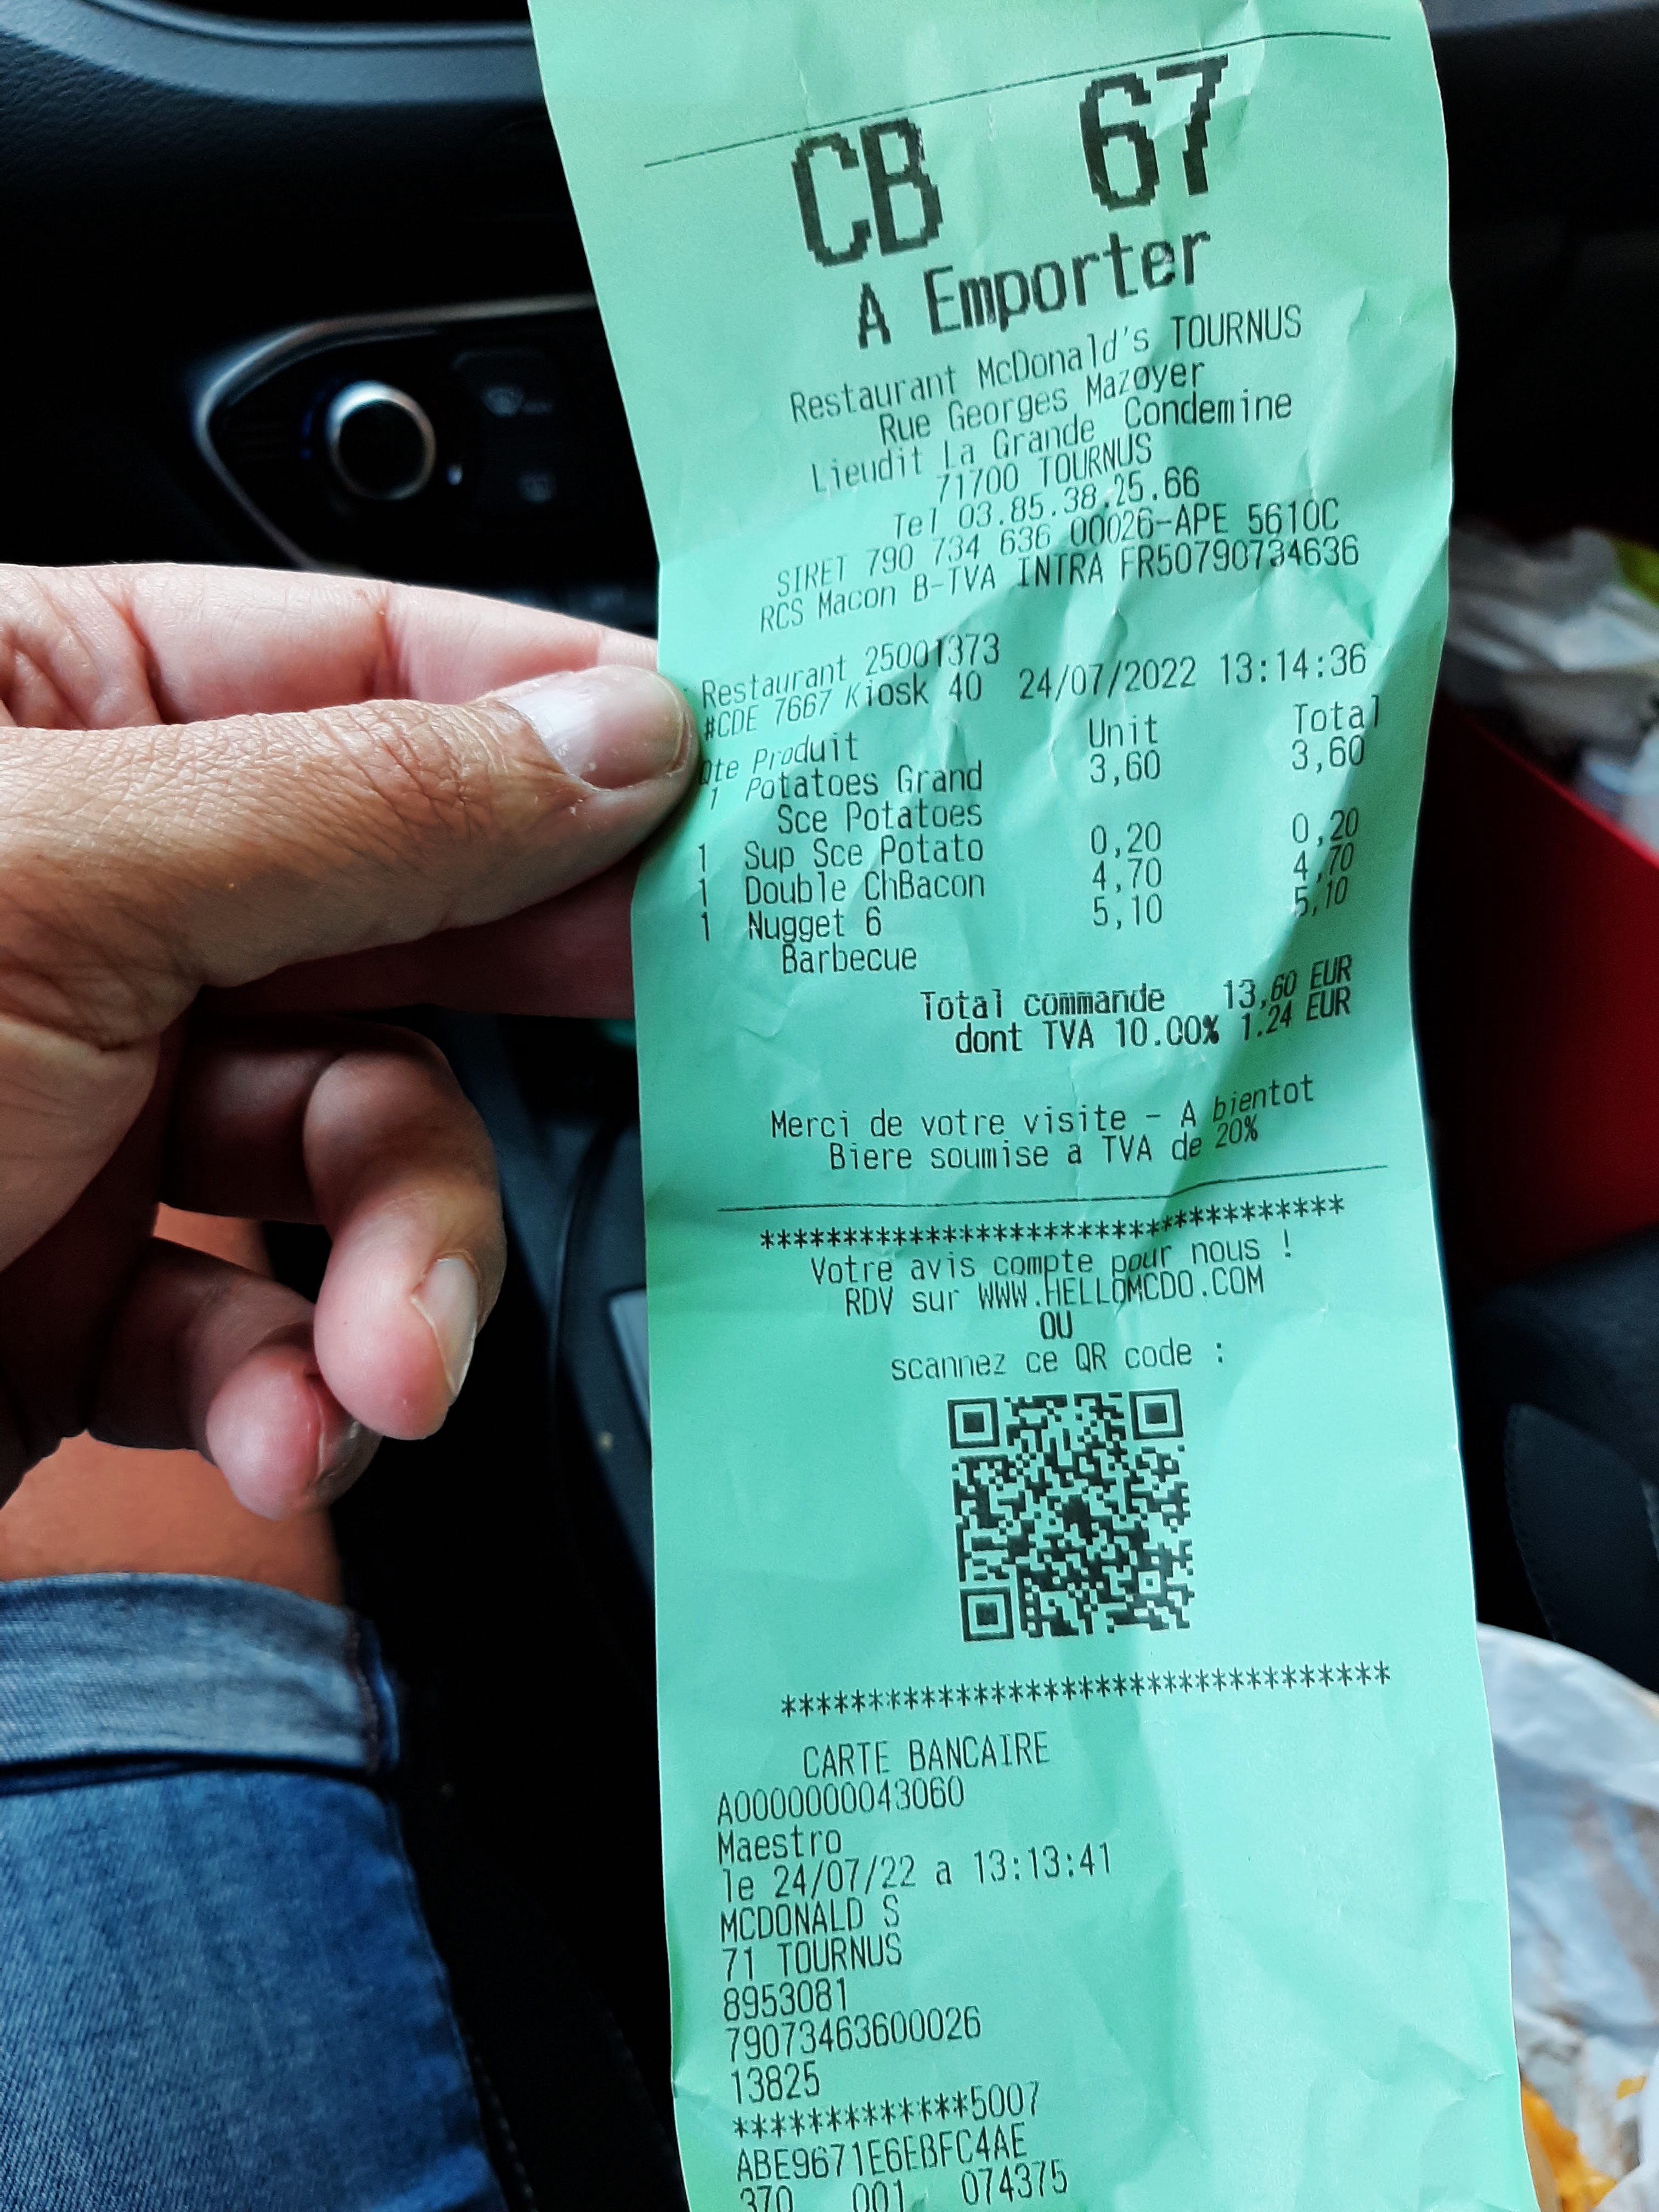 CB 67
A Emporter
Restaurant McDonald's TOURNUS
Rue Georges Mazoyer
Lieudit La Grande Condemine
71700 TOURNUS
Tel 03.85.38.25.66
SIRET 790 734 636 00026-APE 5610C
RCS Macon B-TVA INTRA FR50790734636
Restaurant 25001373
#CDE 7667 Kiosk 40 24/07/2022 13:14:36
Qte Produit Unit Total
1 Potatoes Grand 3,60 3,60
Sce Potatoes
1 Sup Sce Potato 0,20 0,20
1 Double ChBacon 4,70 4,70
1 Nugget 6 5,10 5,10
Barbecue
Total commande 13,60 EUR
dont TVA 10.00% 1.24 EUR
Merci de votre visite - A bientot
Biere soumise a TVA de 20%
***********************************
Votre avis compte pour nous !
RDV sur WWW.HELLOMCDO.COM
OU
scannez ce QR code :
***********************************
CARTE BANCAIRE
A0000000043060
Maestro
le 24/07/22 a 13:13:41
MCDONALD S
71 TOURNUS
8953081
79073463600026
13825
************5007
ABE9671E6EBFC4AE
370 001 074375